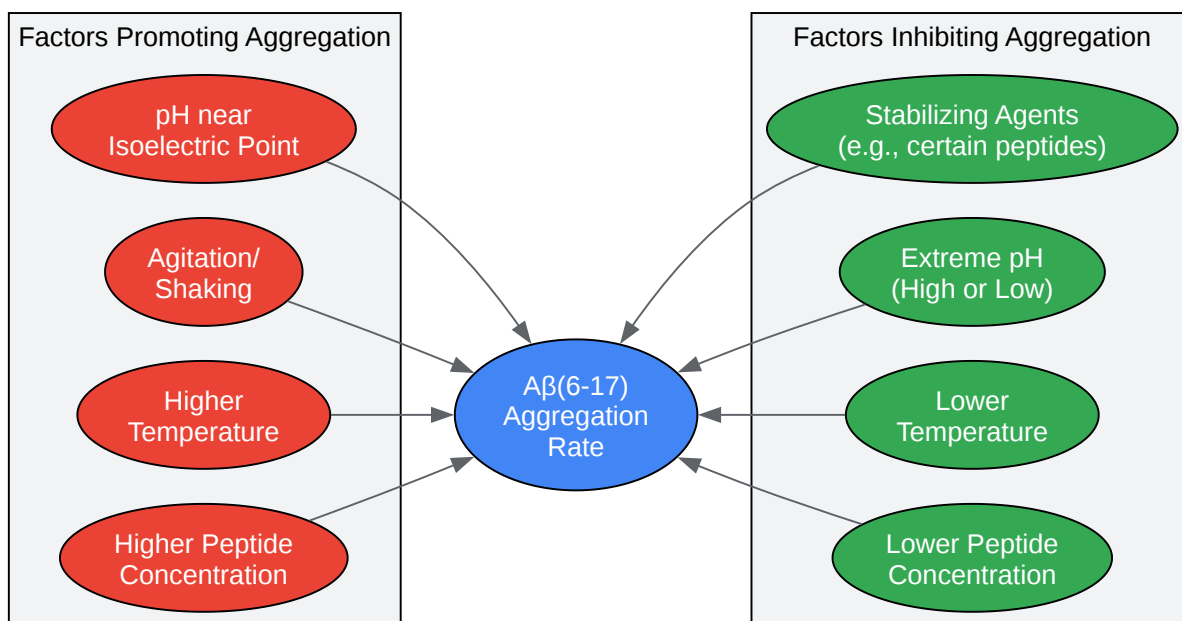 Factors Promoting Aggregation
pH near
Isoelectric Point
Agitation/
Shaking
Higher
Temperature
Higher Peptide
Concentration
Aβ(6-17)
Aggregation
Rate
Factors Inhibiting Aggregation
Stabilizing Agents
(e.g., certain peptides)
Extreme pH
(High or Low)
Lower
Temperature
Lower Peptide
Concentration